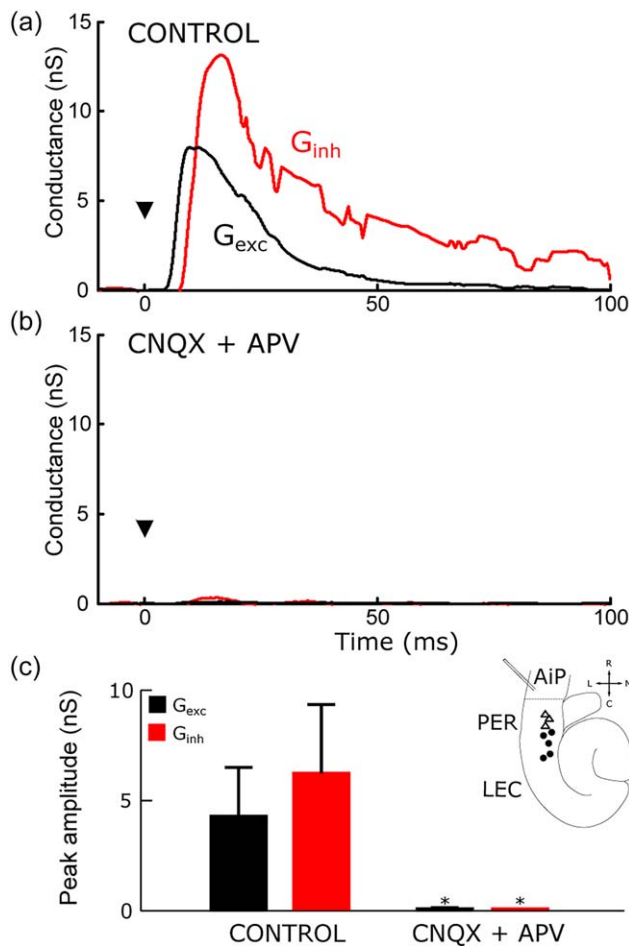 (a)
CONTROL
Conductance (nS)
15
10
5
0
Ginh
Gexc
0
50
100
(b)
CNQX + APV
Conductance (nS)
15
10
5
0
0
50
100
Time (ms)
(c)
Peak amplitude (nS)
10
5
0
Gexc
Ginh
* *
CONTROL
CNQX + APV
AiP
R
L
M
C
PER
LEC